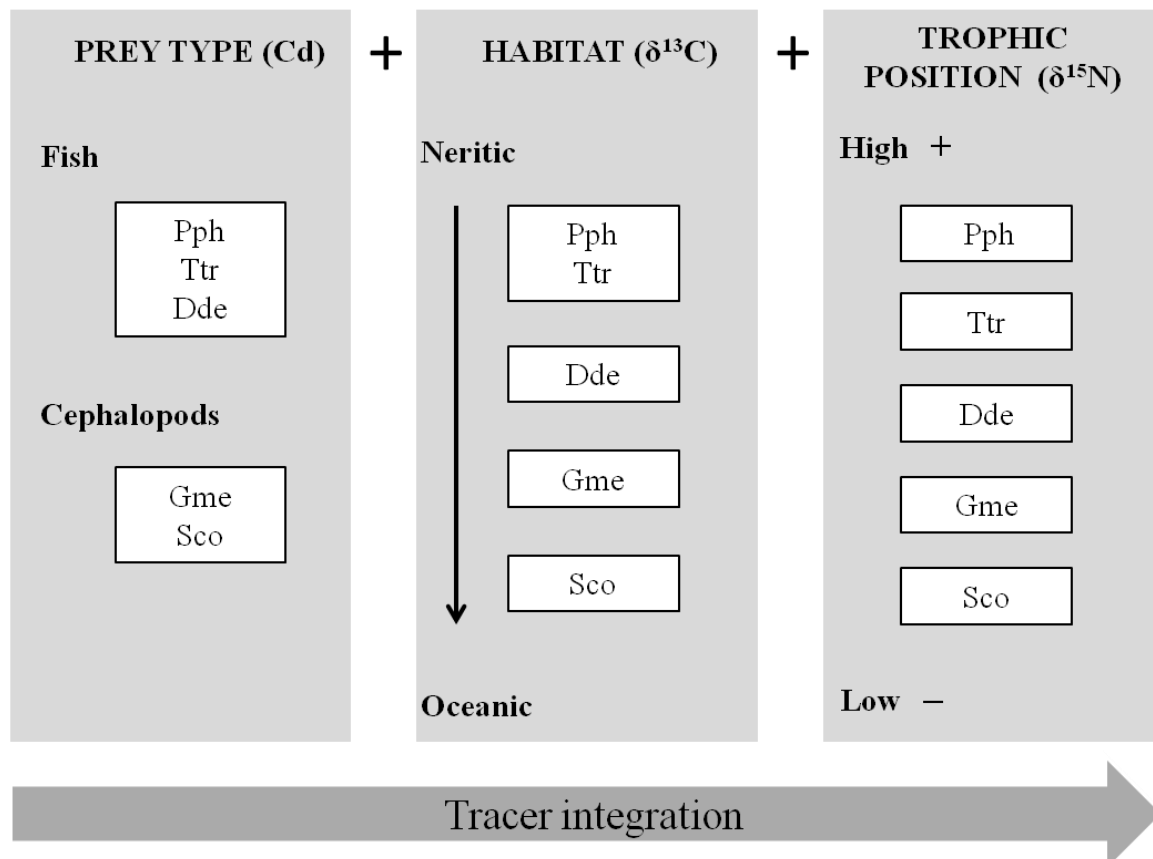 PREY TYPE (Cd)
Fish
Pph
Ttr
Dde
Cephalopods
Gme
Sco
+
HABITAT (δ¹³C)
Neritic
Pph
Ttr
Dde
Gme
Sco
Oceanic
+
TROPHIC
POSITION (δ¹⁵N)
High +
Pph
Ttr
Dde
Gme
Sco
Low −
Tracer integration